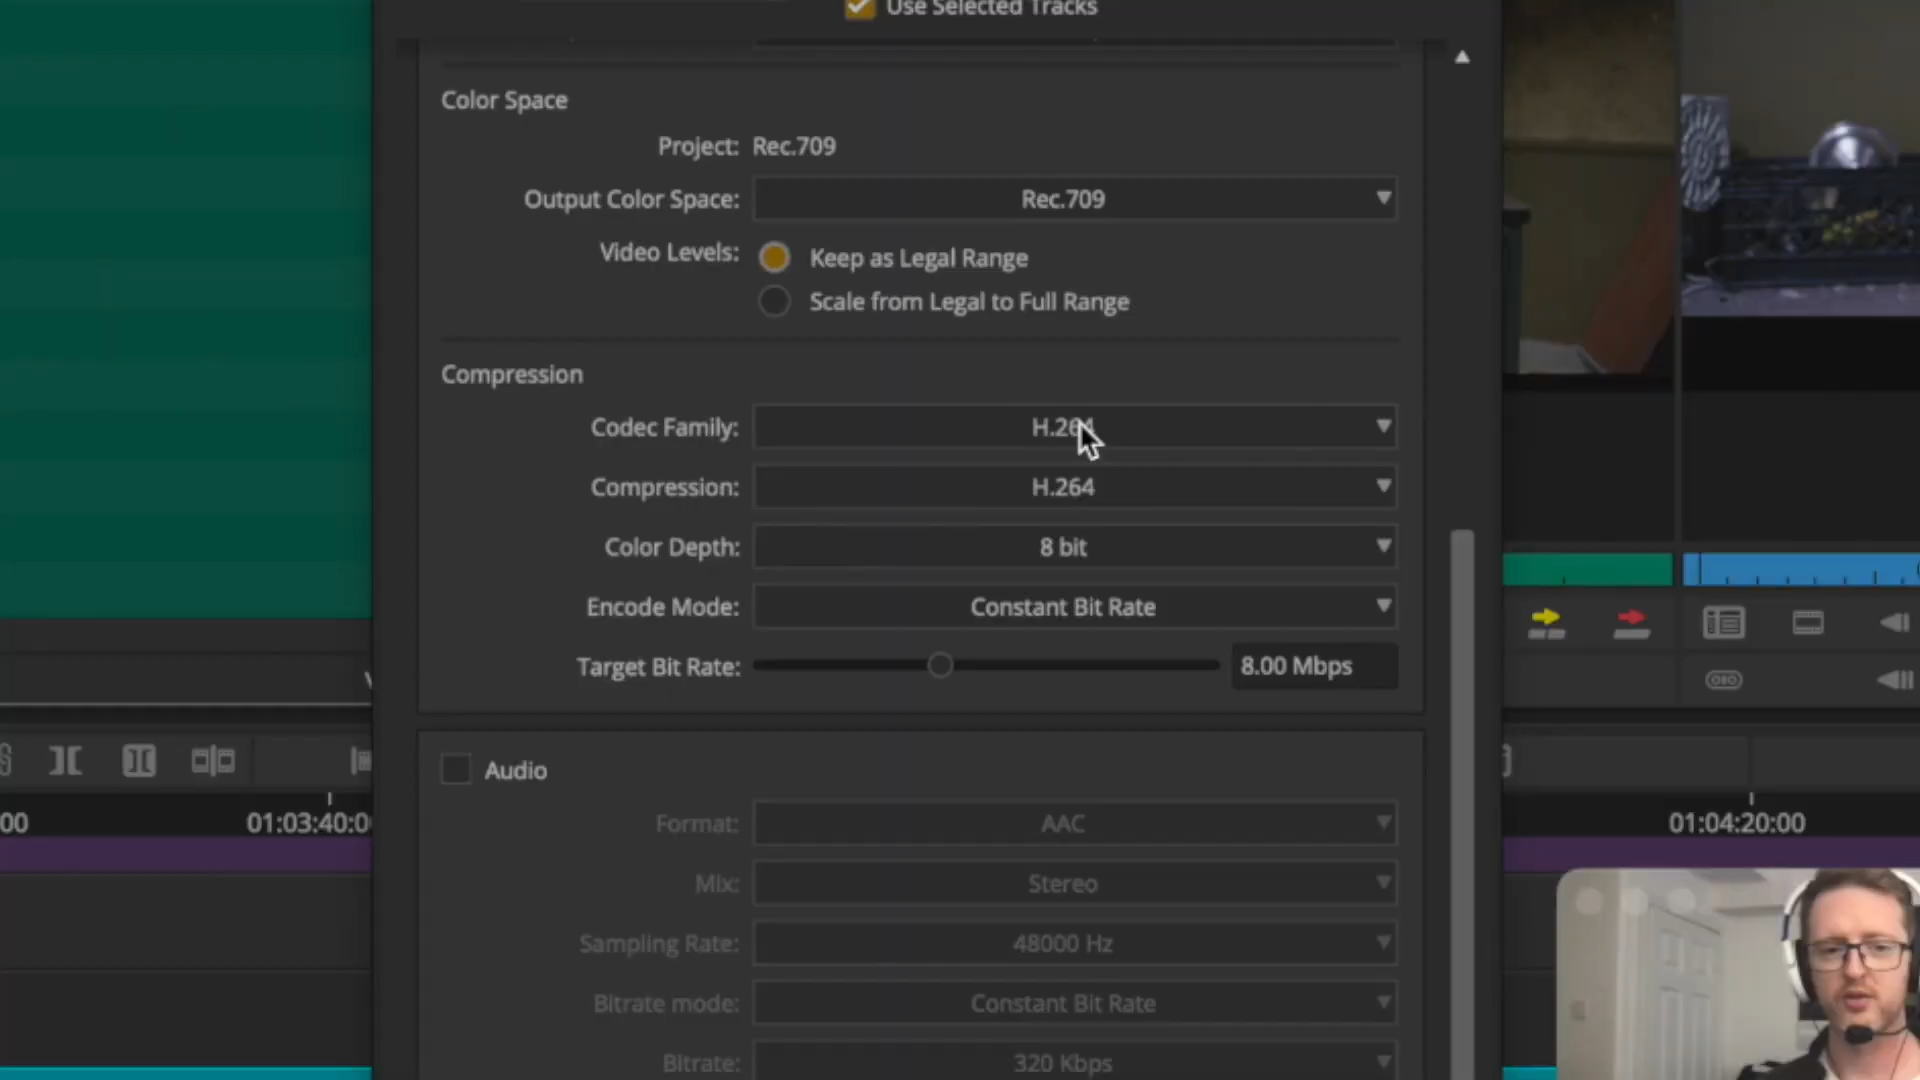 Use Selected Tracks
Color Space
Project: Rec.709
Output Color Space: Rec.709
Video Levels: Keep as Legal Range
Scale from Legal to Full Range
Compression
Codec Family: H.264
Compression: H.264
Color Depth: 8 bit
Encode Mode: Constant Bit Rate
Target Bit Rate: 8.00 Mbps
Audio
Format: AAC
Mix: Stereo
Sampling Rate: 48000 Hz
Bitrate mode: Constant Bit Rate
Bitrate: 320 Kbps
00
01:03:40:0
01:04:20:00